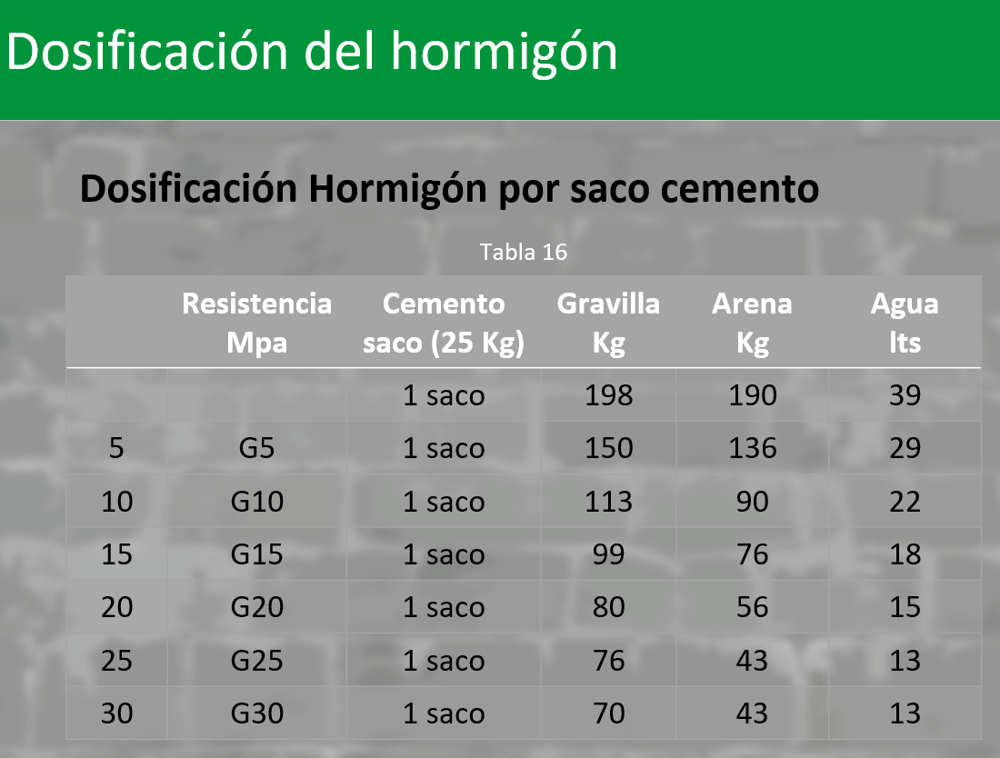 Dosificación del hormigón
Dosificación Hormigón por saco cemento
Tabla 16
Resistencia Cemento Gravilla Arena Agua
Mpa saco (25 Kg) Kg Kg lts
1 saco 198 190 39
5 G5 1 saco 150 136 29
10 G10 1 saco 113 90 22
15 G15 1 saco 99 76 18
20 G20 1 saco 80 56 15
25 G25 1 saco 76 43 13
30 G30 1 saco 70 43 13